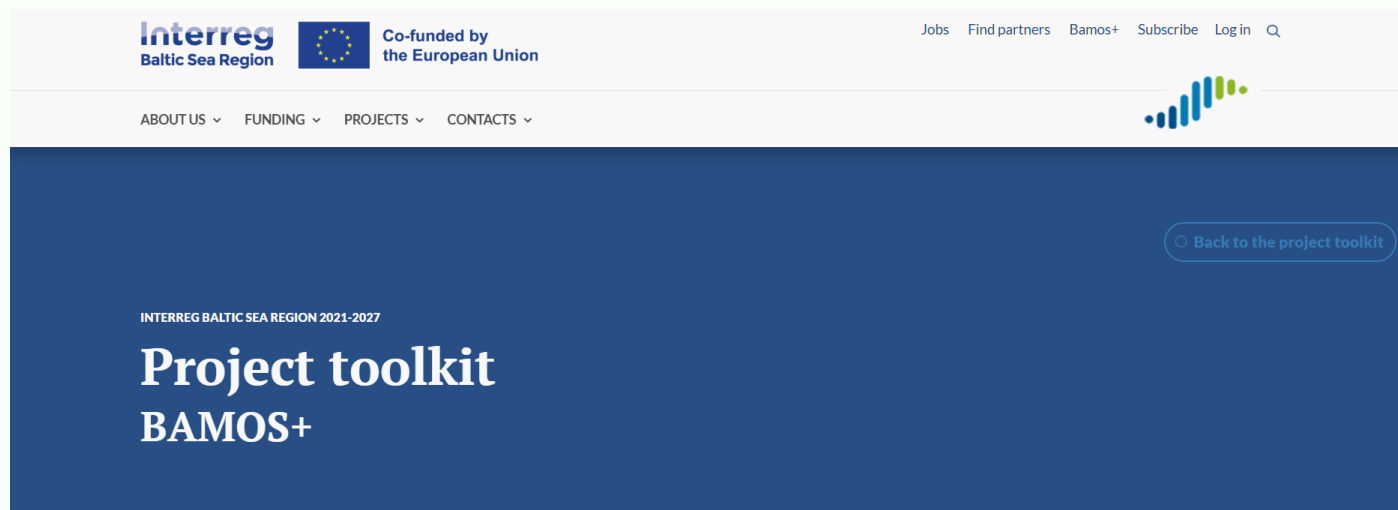 Interreg
Baltic Sea Region
Co-funded by
the European Union
Jobs Find partners Bamos+ Subscribe Log in
ABOUT US FUNDING PROJECTS CONTACTS
Back to the project toolkit
INTERREG BALTIC SEA REGION 2021-2027
Project toolkit
BAMOS+